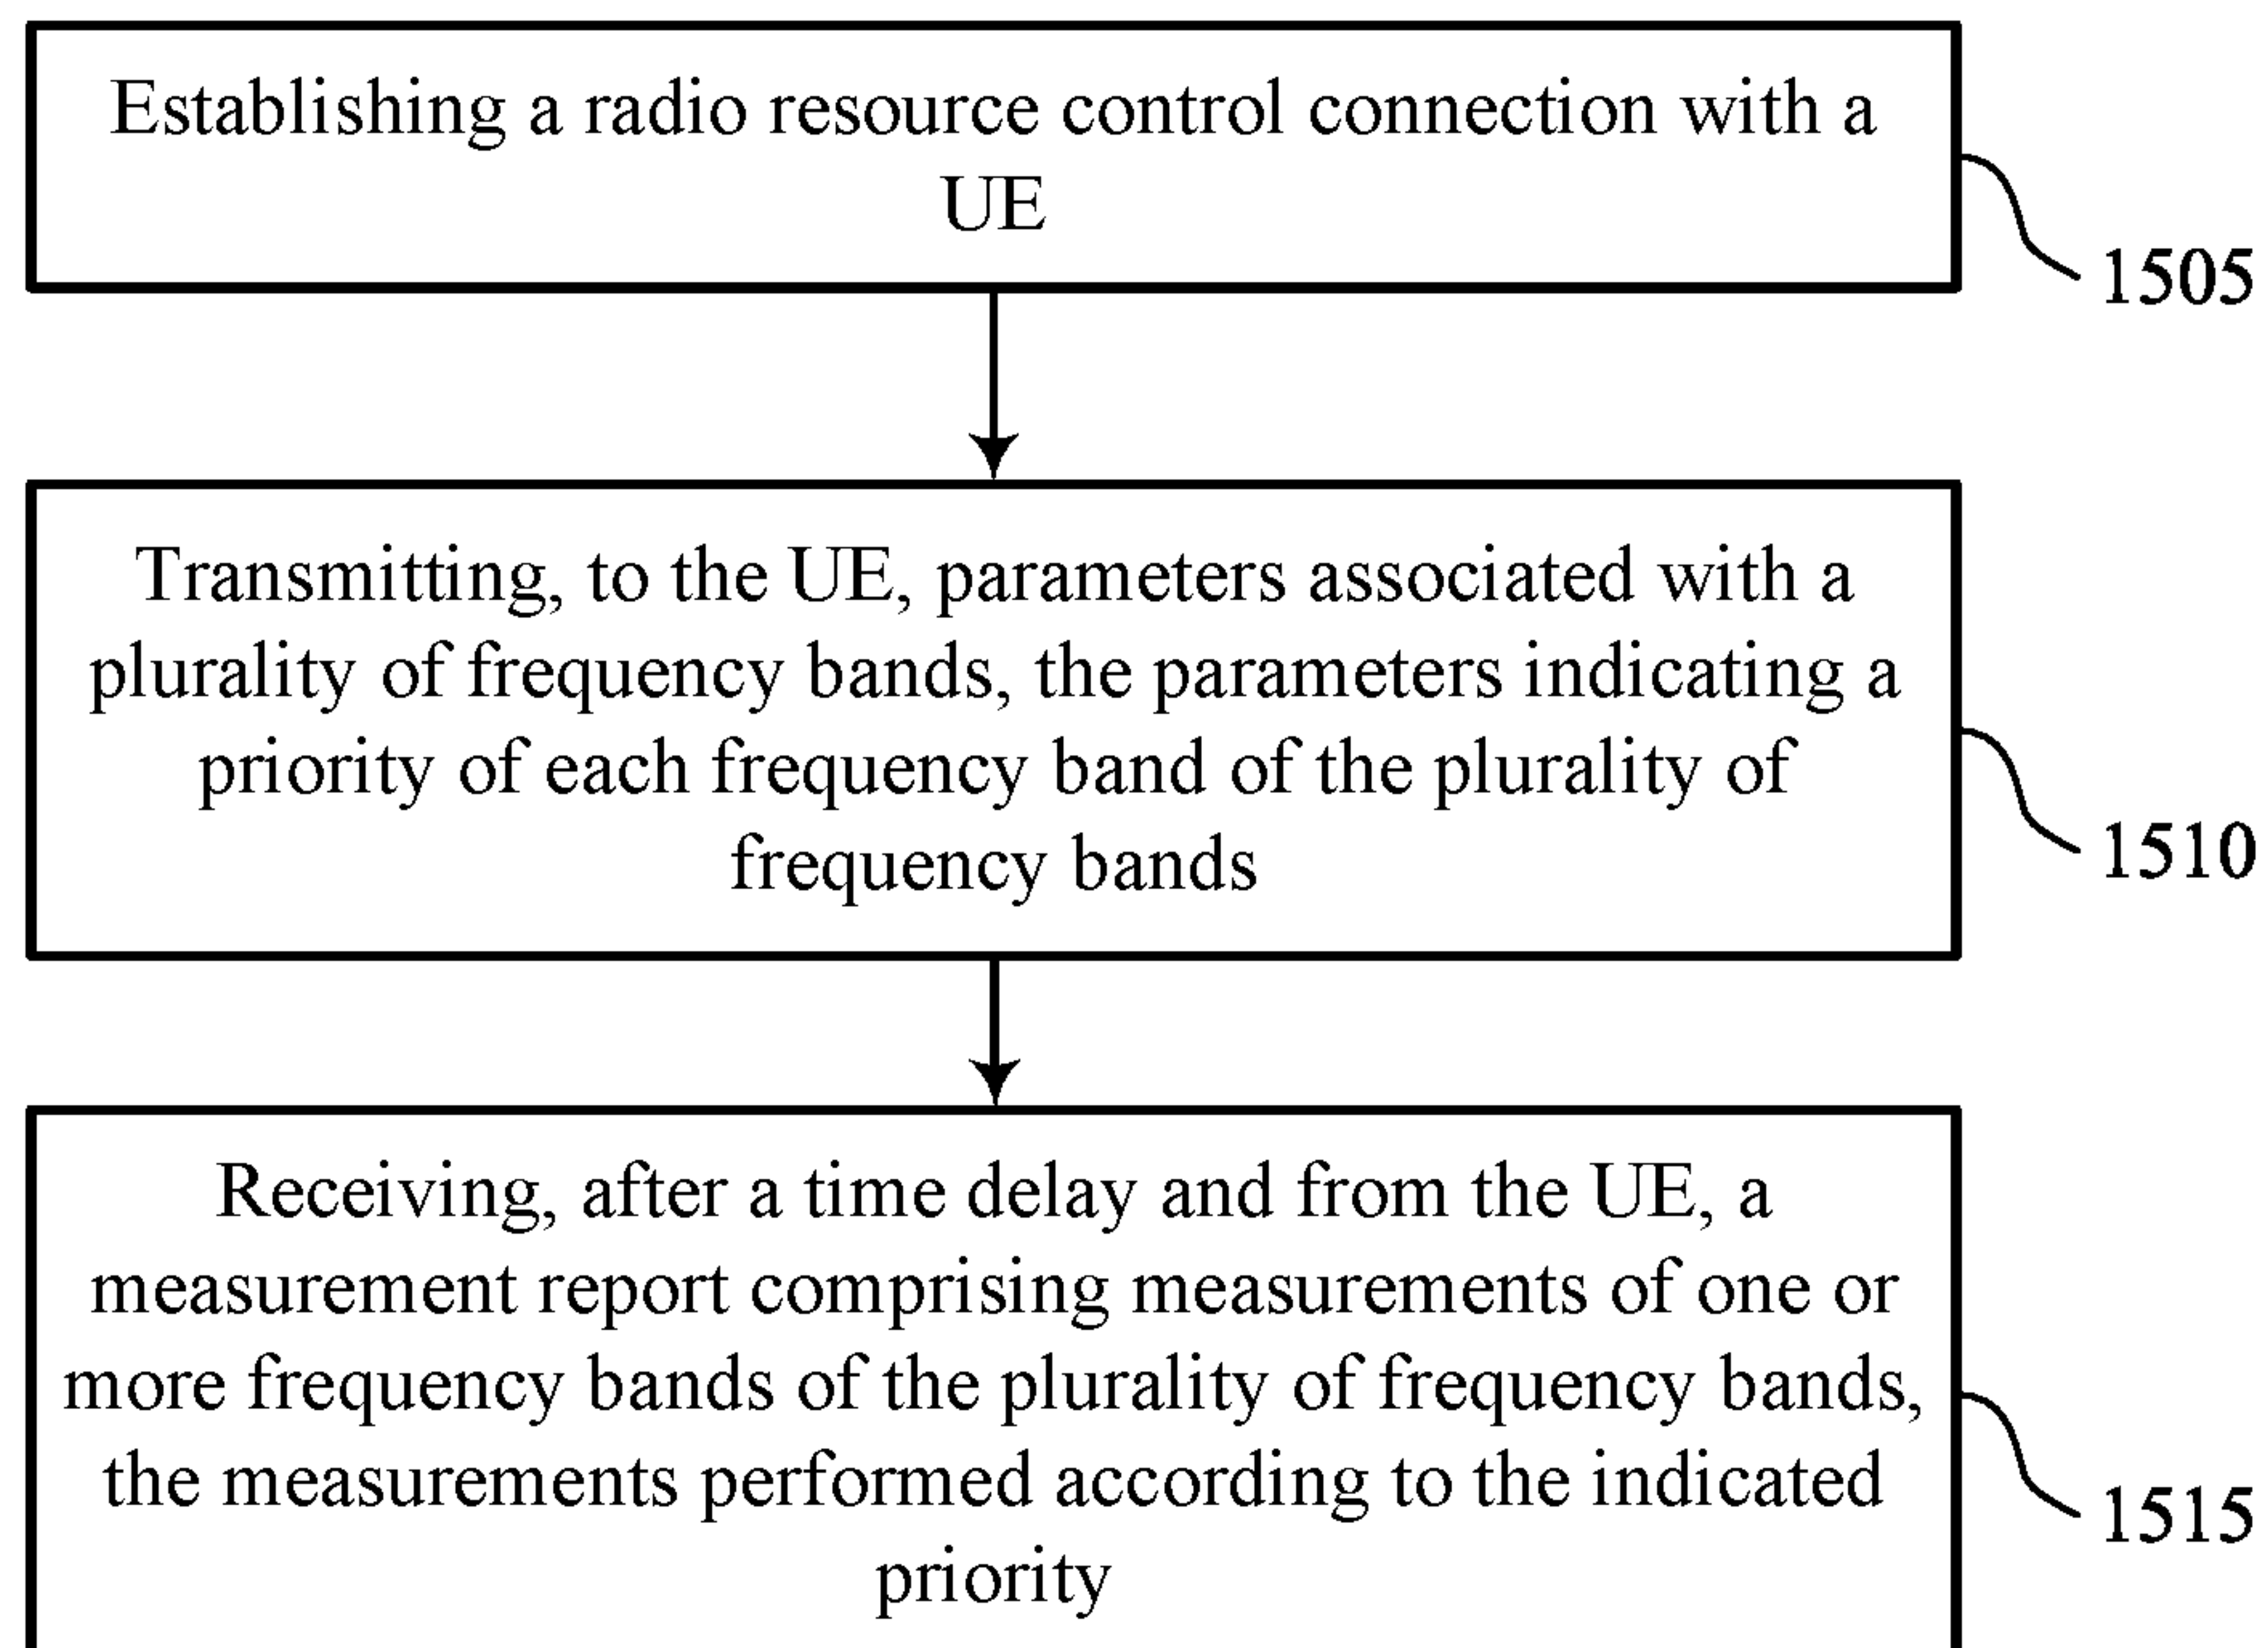 Establishing a radio resource control connection with a
UE
1505
Transmitting, to the UE, parameters associated with a
plurality of frequency bands, the parameters indicating a
priority of each frequency band of the plurality of
frequency bands
1510
Receiving, after a time delay and from the UE, a
measurement report comprising measurements of one or
more frequency bands of the plurality of frequency bands,
the measurements performed according to the indicated
priority
1515